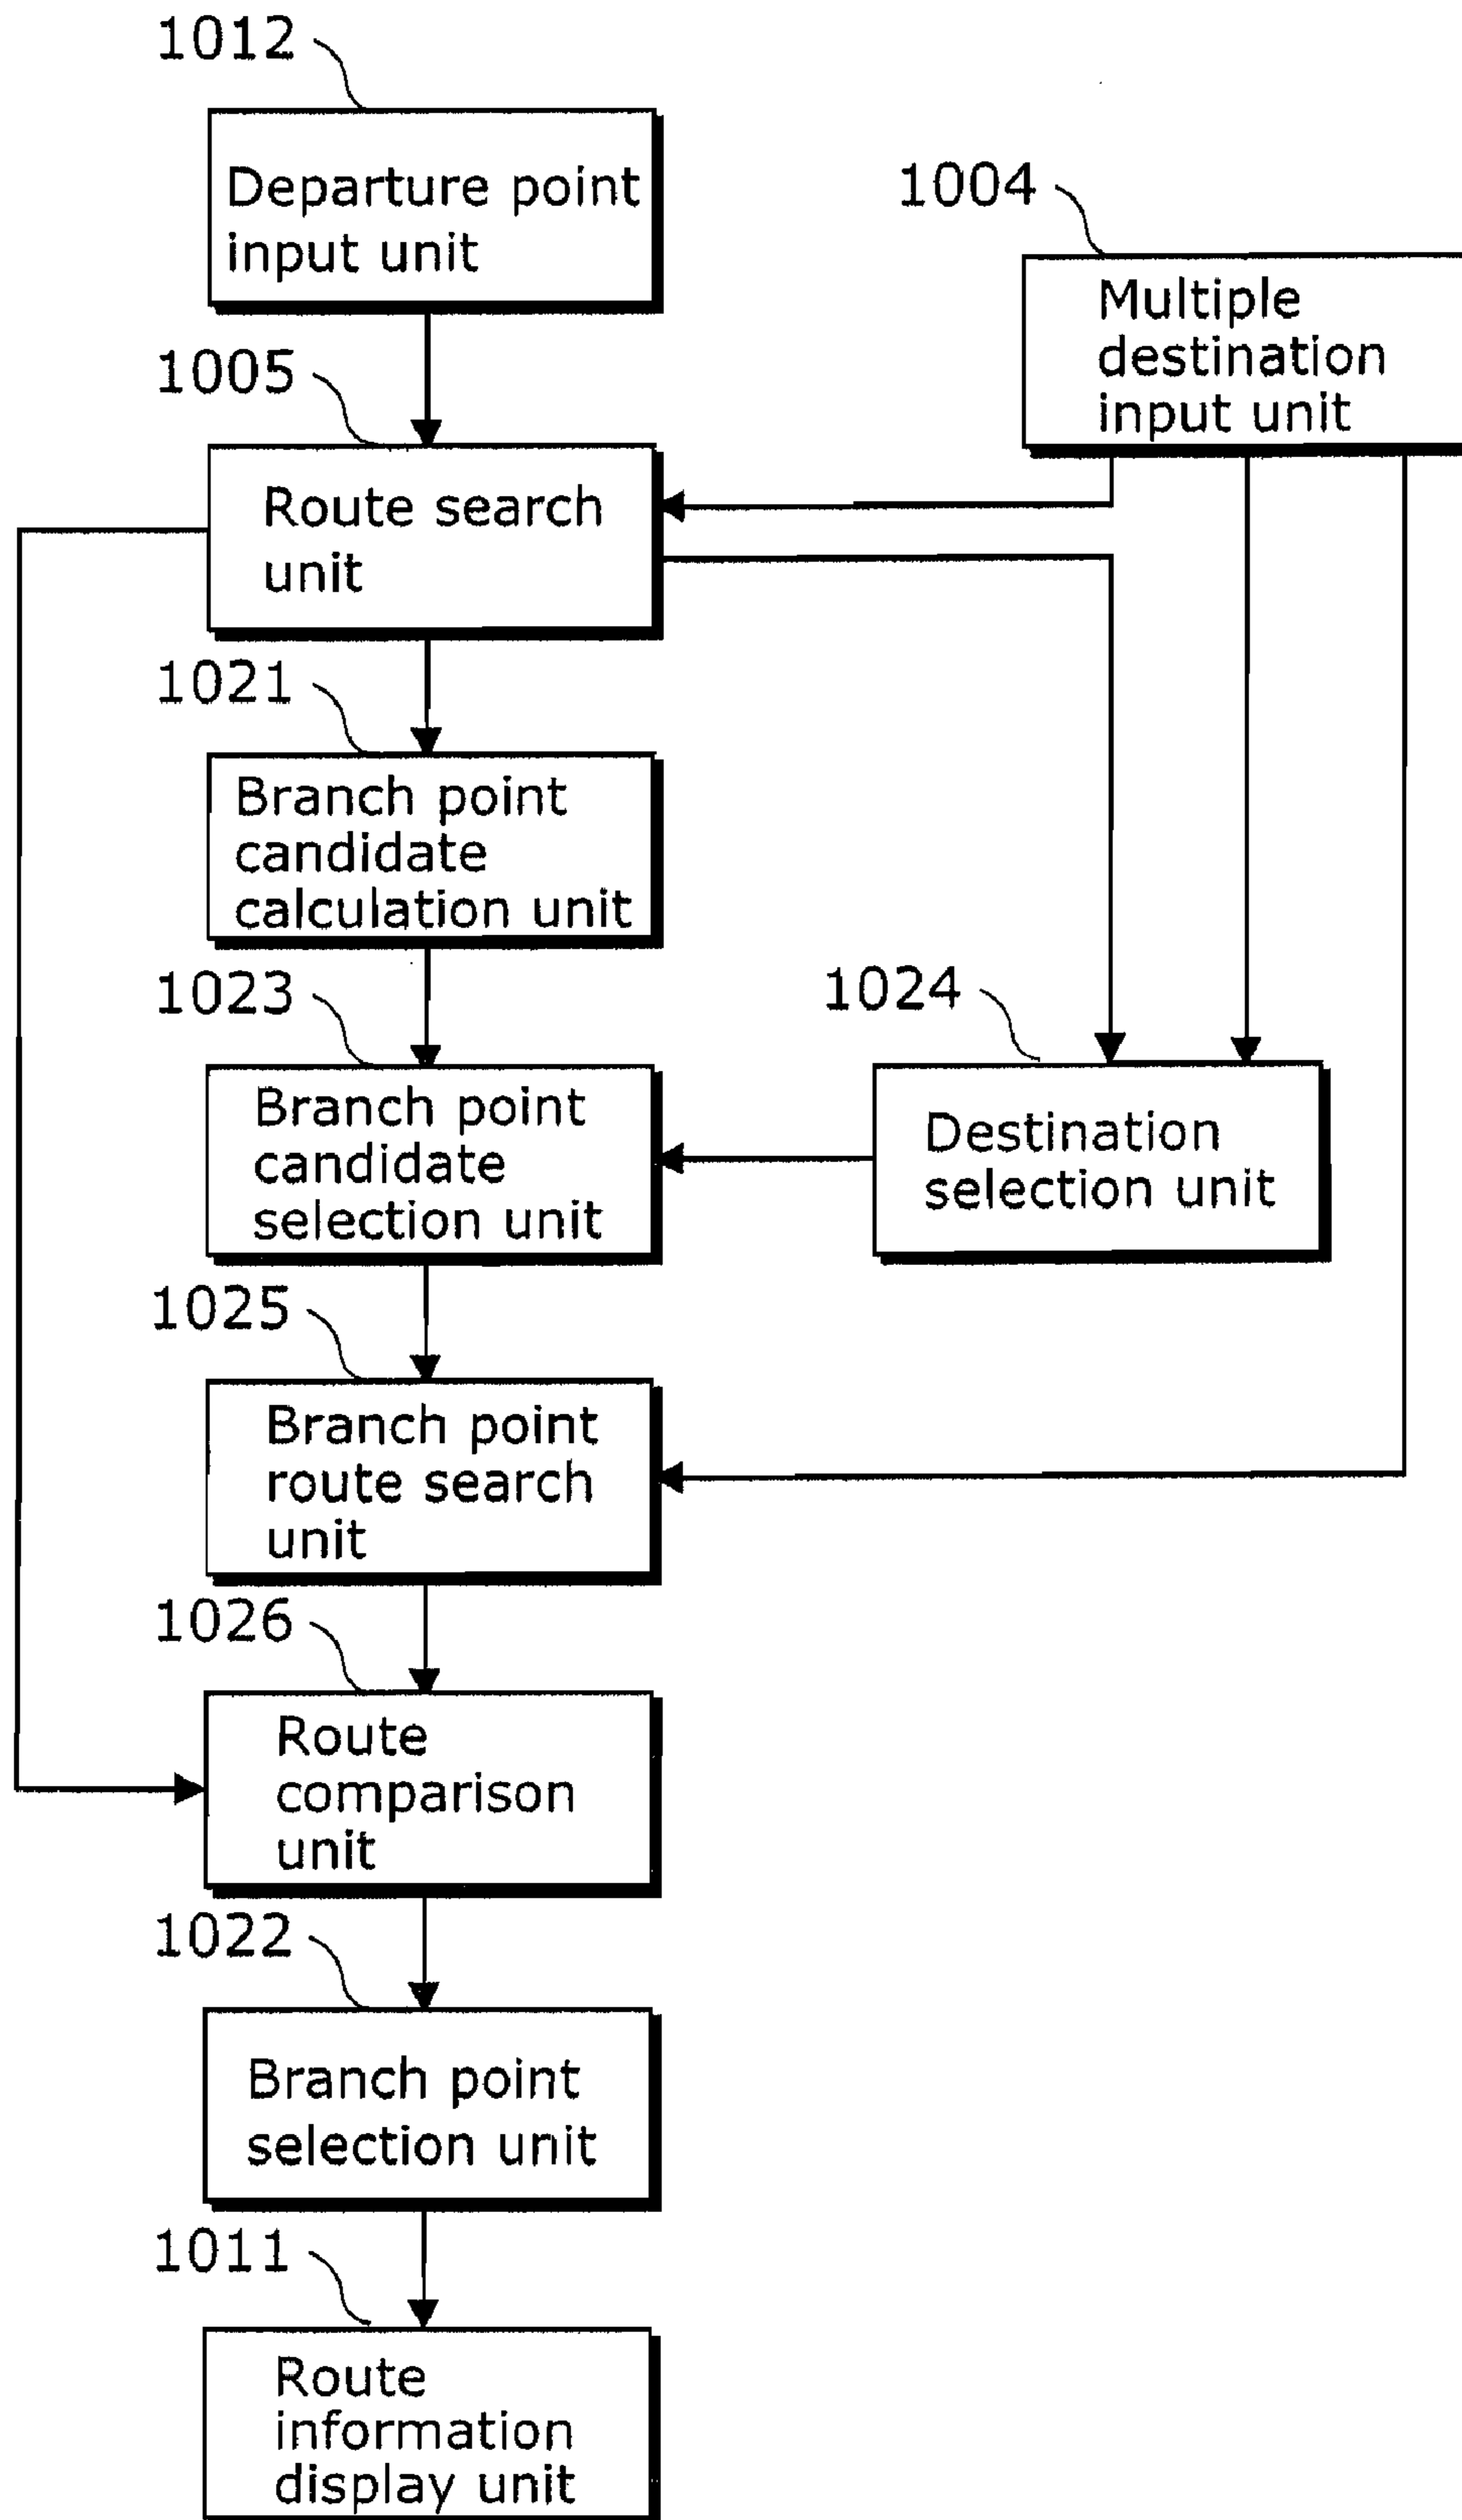 1012
Departure point
input unit
1004
Multiple
destination
input unit
1005
Route search
unit
1021
Branch point
candidate
calculation unit
1023
Branch point
candidate
selection unit
1024
Destination
selection unit
1025
Branch point
route search
unit
1026
Route
comparison
unit
1022
Branch point
selection unit
1011
Route
information
display unit